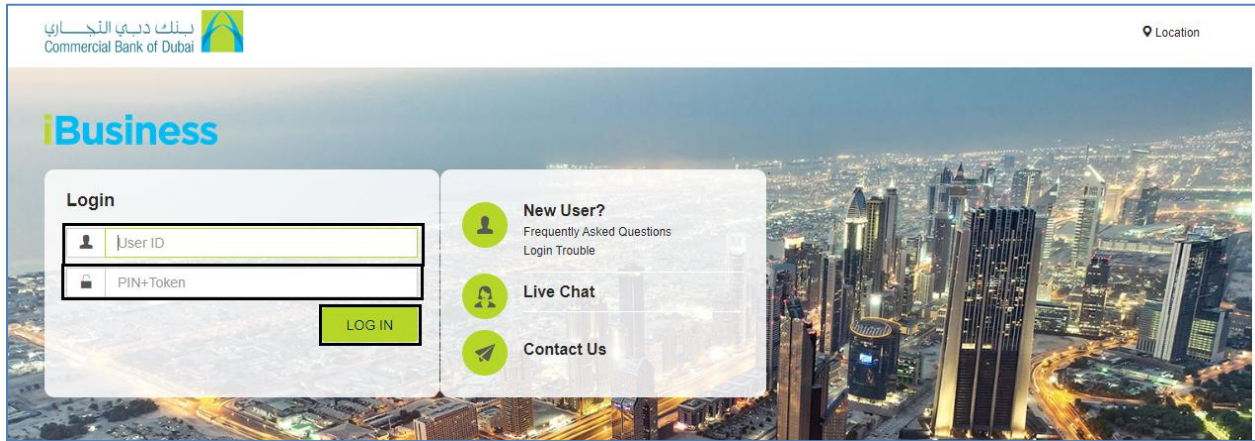 بنك دبي التجاري
Commercial Bank of Dubai
Location
iBusiness
Login
User ID
PIN+Token
LOG IN
New User?
Frequently Asked Questions
Login Trouble
Live Chat
Contact Us